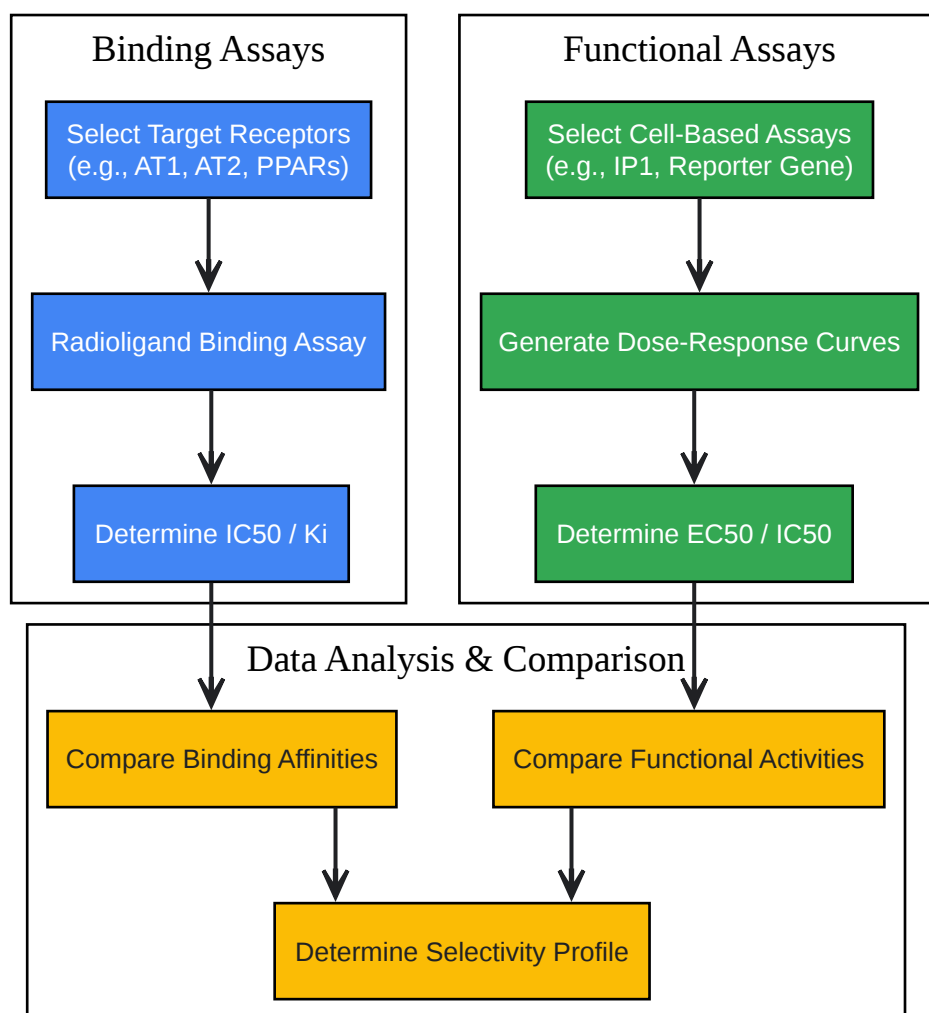 Binding Assays
Select Target Receptors
(e.g., AT1, AT2, PPARs)
Radioligand Binding Assay
Determine IC50 / Ki
Functional Assays
Select Cell-Based Assays
(e.g., IP1, Reporter Gene)
Generate Dose-Response Curves
Determine EC50 / IC50
Data Analysis & Comparison
Compare Binding Affinities
Compare Functional Activities
Determine Selectivity Profile